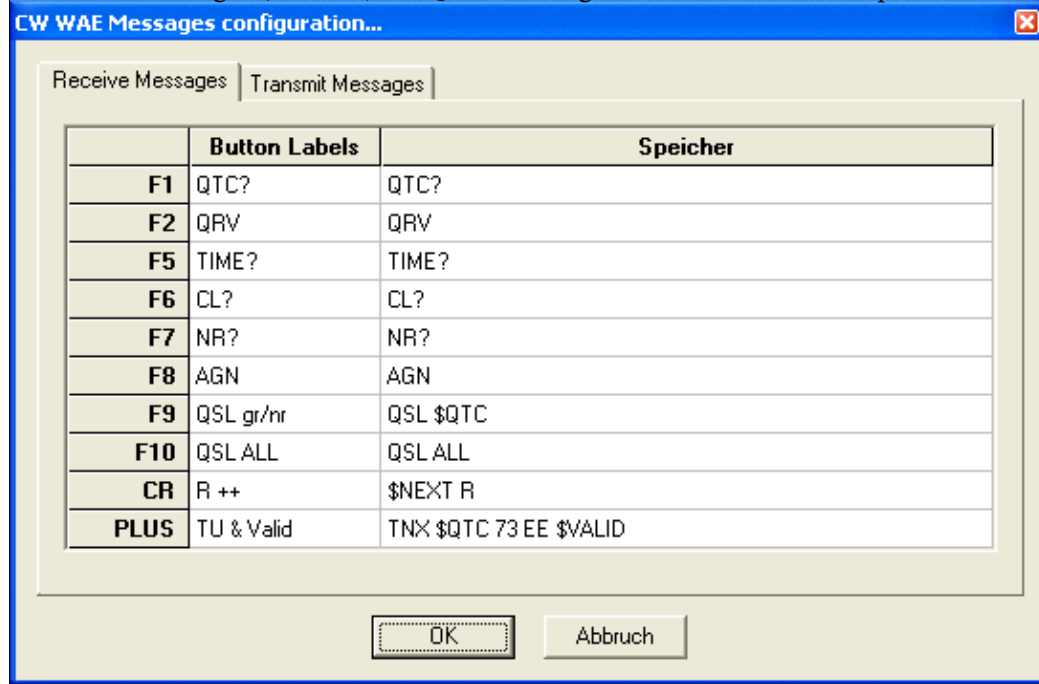 CW WAE Messages configuration...
Receive Messages Transmit Messages
Button Labels Speicher
F1 QTC? QTC?
F2 QRV QRV
F5 TIME? TIME?
F6 CL? CL?
F7 NR? NR?
F8 AGN AGN
F9 QSL gr/nr QSL $QTC
F10 QSL ALL QSL ALL
CR R ++ $NEXT R
PLUS TU & Valid TNX $QTC 73 EE $VALID
OK Abbruch